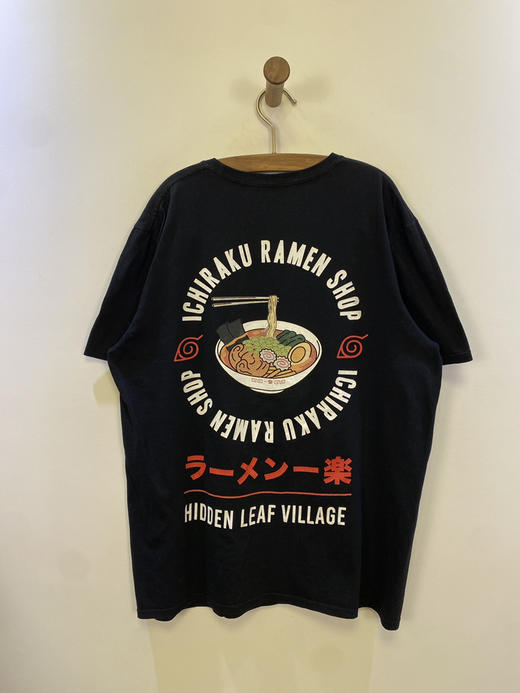 ICHIRAKU RAMEN SHOP
ICHIRAKU RAMEN SHOP
ラーメン一楽
HIDDEN LEAF VILLAGE